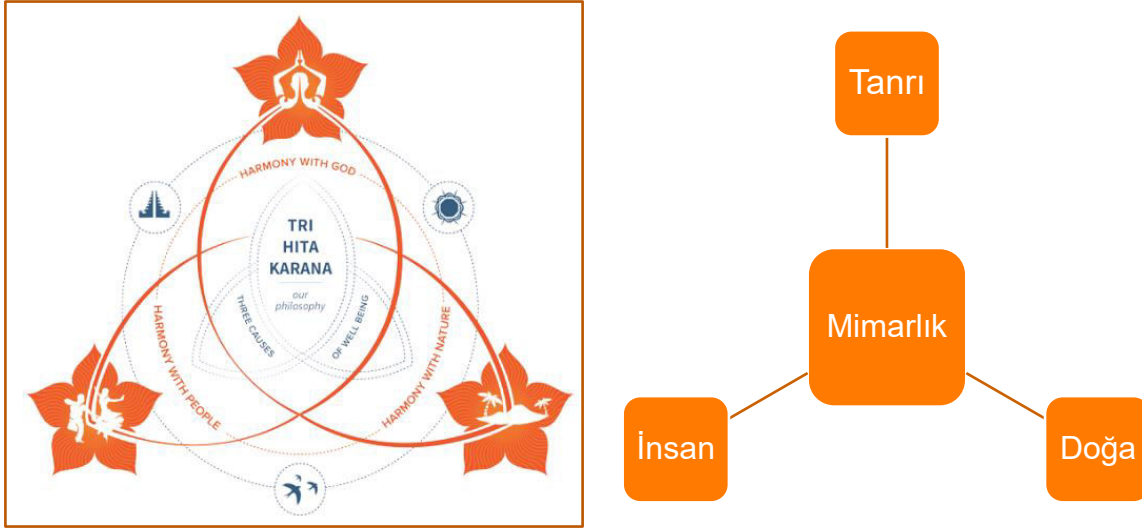 HARMONY WITH GOD
TRI
HITA
KARANA
our
philosophy
THREE CAUSES
OF WELL BEING
HARMONY WITH PEOPLE
HARMONY WITH NATURE
Tanrı
Mimarlık
İnsan
Doğa